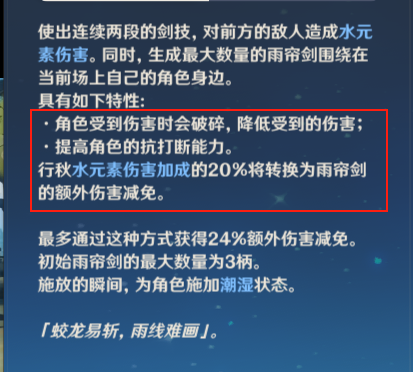 使出连续两段的剑技，对前方的敌人造成水元
素伤害。同时，生成最大数量的雨帘剑围绕在
当前场上自己的角色身边。
具有如下特性:
·角色受到伤害时会破碎，降低受到的伤害；
·提高角色的抗打断能力。
行秋水元素伤害加成的20%将转换为雨帘剑
的额外伤害减免。
最多通过这种方式获得24%额外伤害减免。
初始雨帘剑的最大数量为3柄。
施放的瞬间，为角色施加潮湿状态。
「蛟龙易斩，雨线难画」。